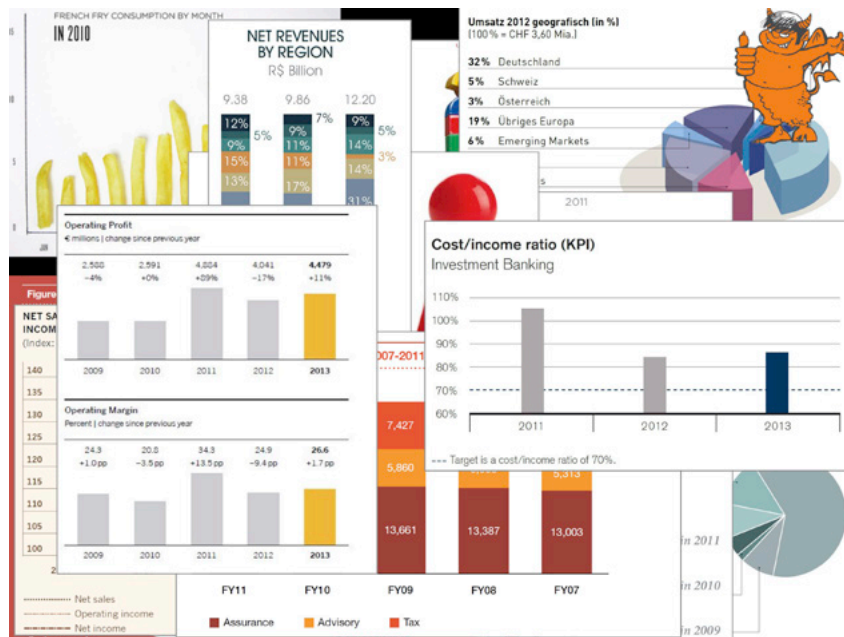 FRENCH FRY CONSUMPTION BY MONTH
IN 2010
15
5
0
JAN
NET REVENUES
BY REGION
R$ Billion
9.38 9.86 12.20
12% 5% 9% 7% 9% 5%
9% 11% 14%
15% 11% 3%
13% 17% 14%
31%
Umsatz 2012 geografisch (in %)
(100 % = CHF 3,60 Mia.)
32% Deutschland
5% Schweiz
3% Österreich
19% Übriges Europa
6% Emerging Markets
2011
Operating Profit
€ millions | change since previous year
2,588 2,591 4,884 4,041 4,479
–4% +0% +89% –17% +11%
2009 2010 2011 2012 2013
Operating Margin
Percent | change since previous year
24.3 20.8 34.3 24.9 26.6
+1.0 pp –3.5 pp +13.5 pp –9.4 pp +1.7 pp
2009 2010 2011 2012 2013
Cost/income ratio (KPI)
Investment Banking
110%
100%
90%
80%
70%
60%
2011 2012 2013
--- Target is a cost/income ratio of 70%.
Figure
NET SA
INCOM
(Index:
140
135
130
125
120
115
110
105
100
Net sales
Operating income
Net income
007-2011
7,427
5,860 5,313
13,661 13,387 13,003
FY11 FY10 FY09 FY08 FY07
Assurance Advisory Tax
in 2011
in 2010
in 2009